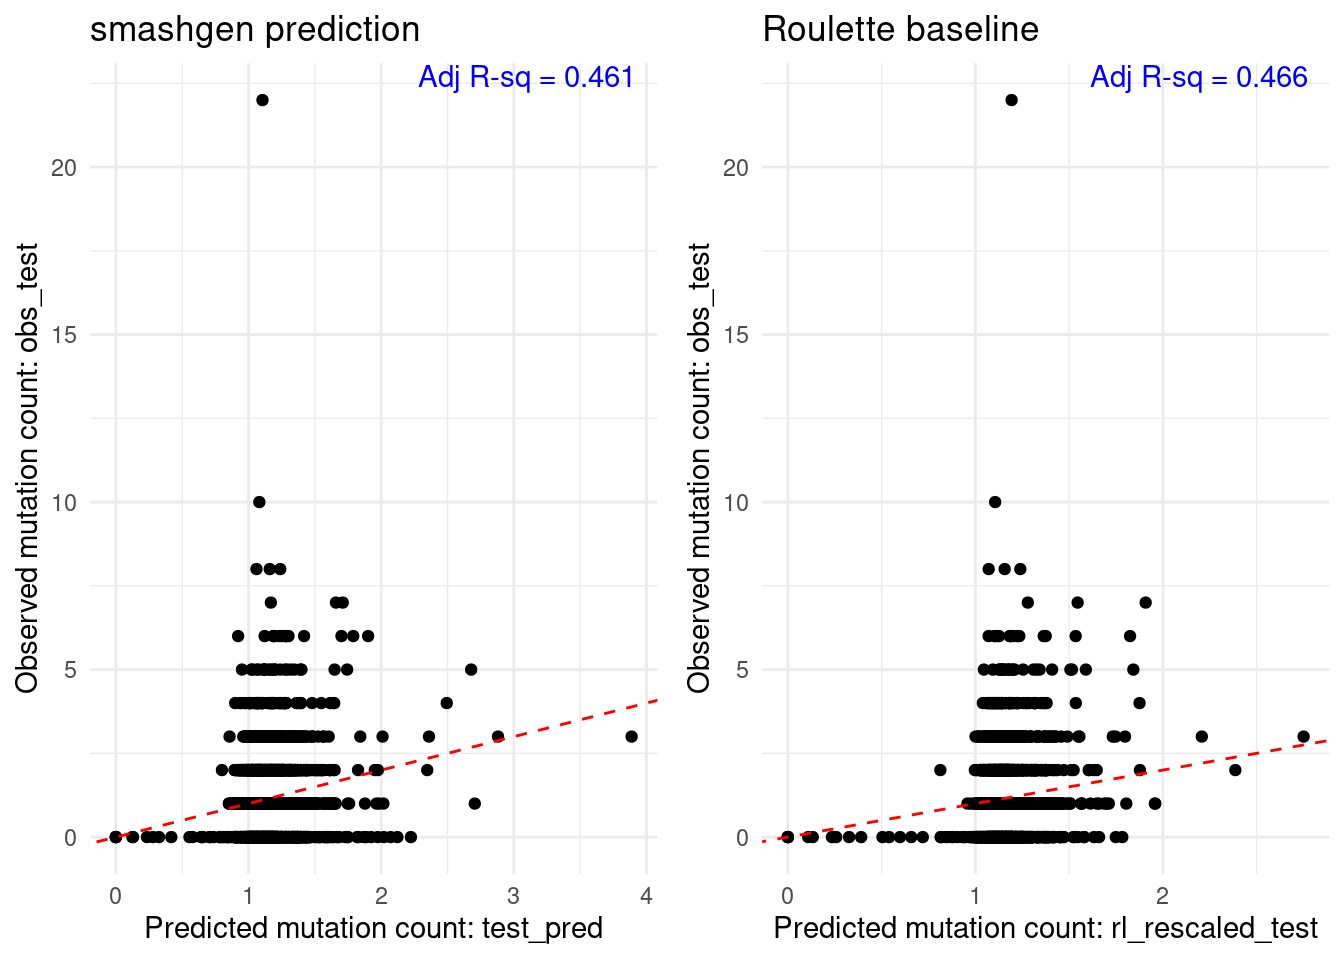 smashgen prediction
Adj R-sq = 0.461
Observed mutation count: obs_test
20
15
10
5
0
0 1 2 3 4
Predicted mutation count: test_pred
Roulette baseline
Adj R-sq = 0.466
Observed mutation count: obs_test
20
15
10
5
0
0 1 2
Predicted mutation count: rl_rescaled_test